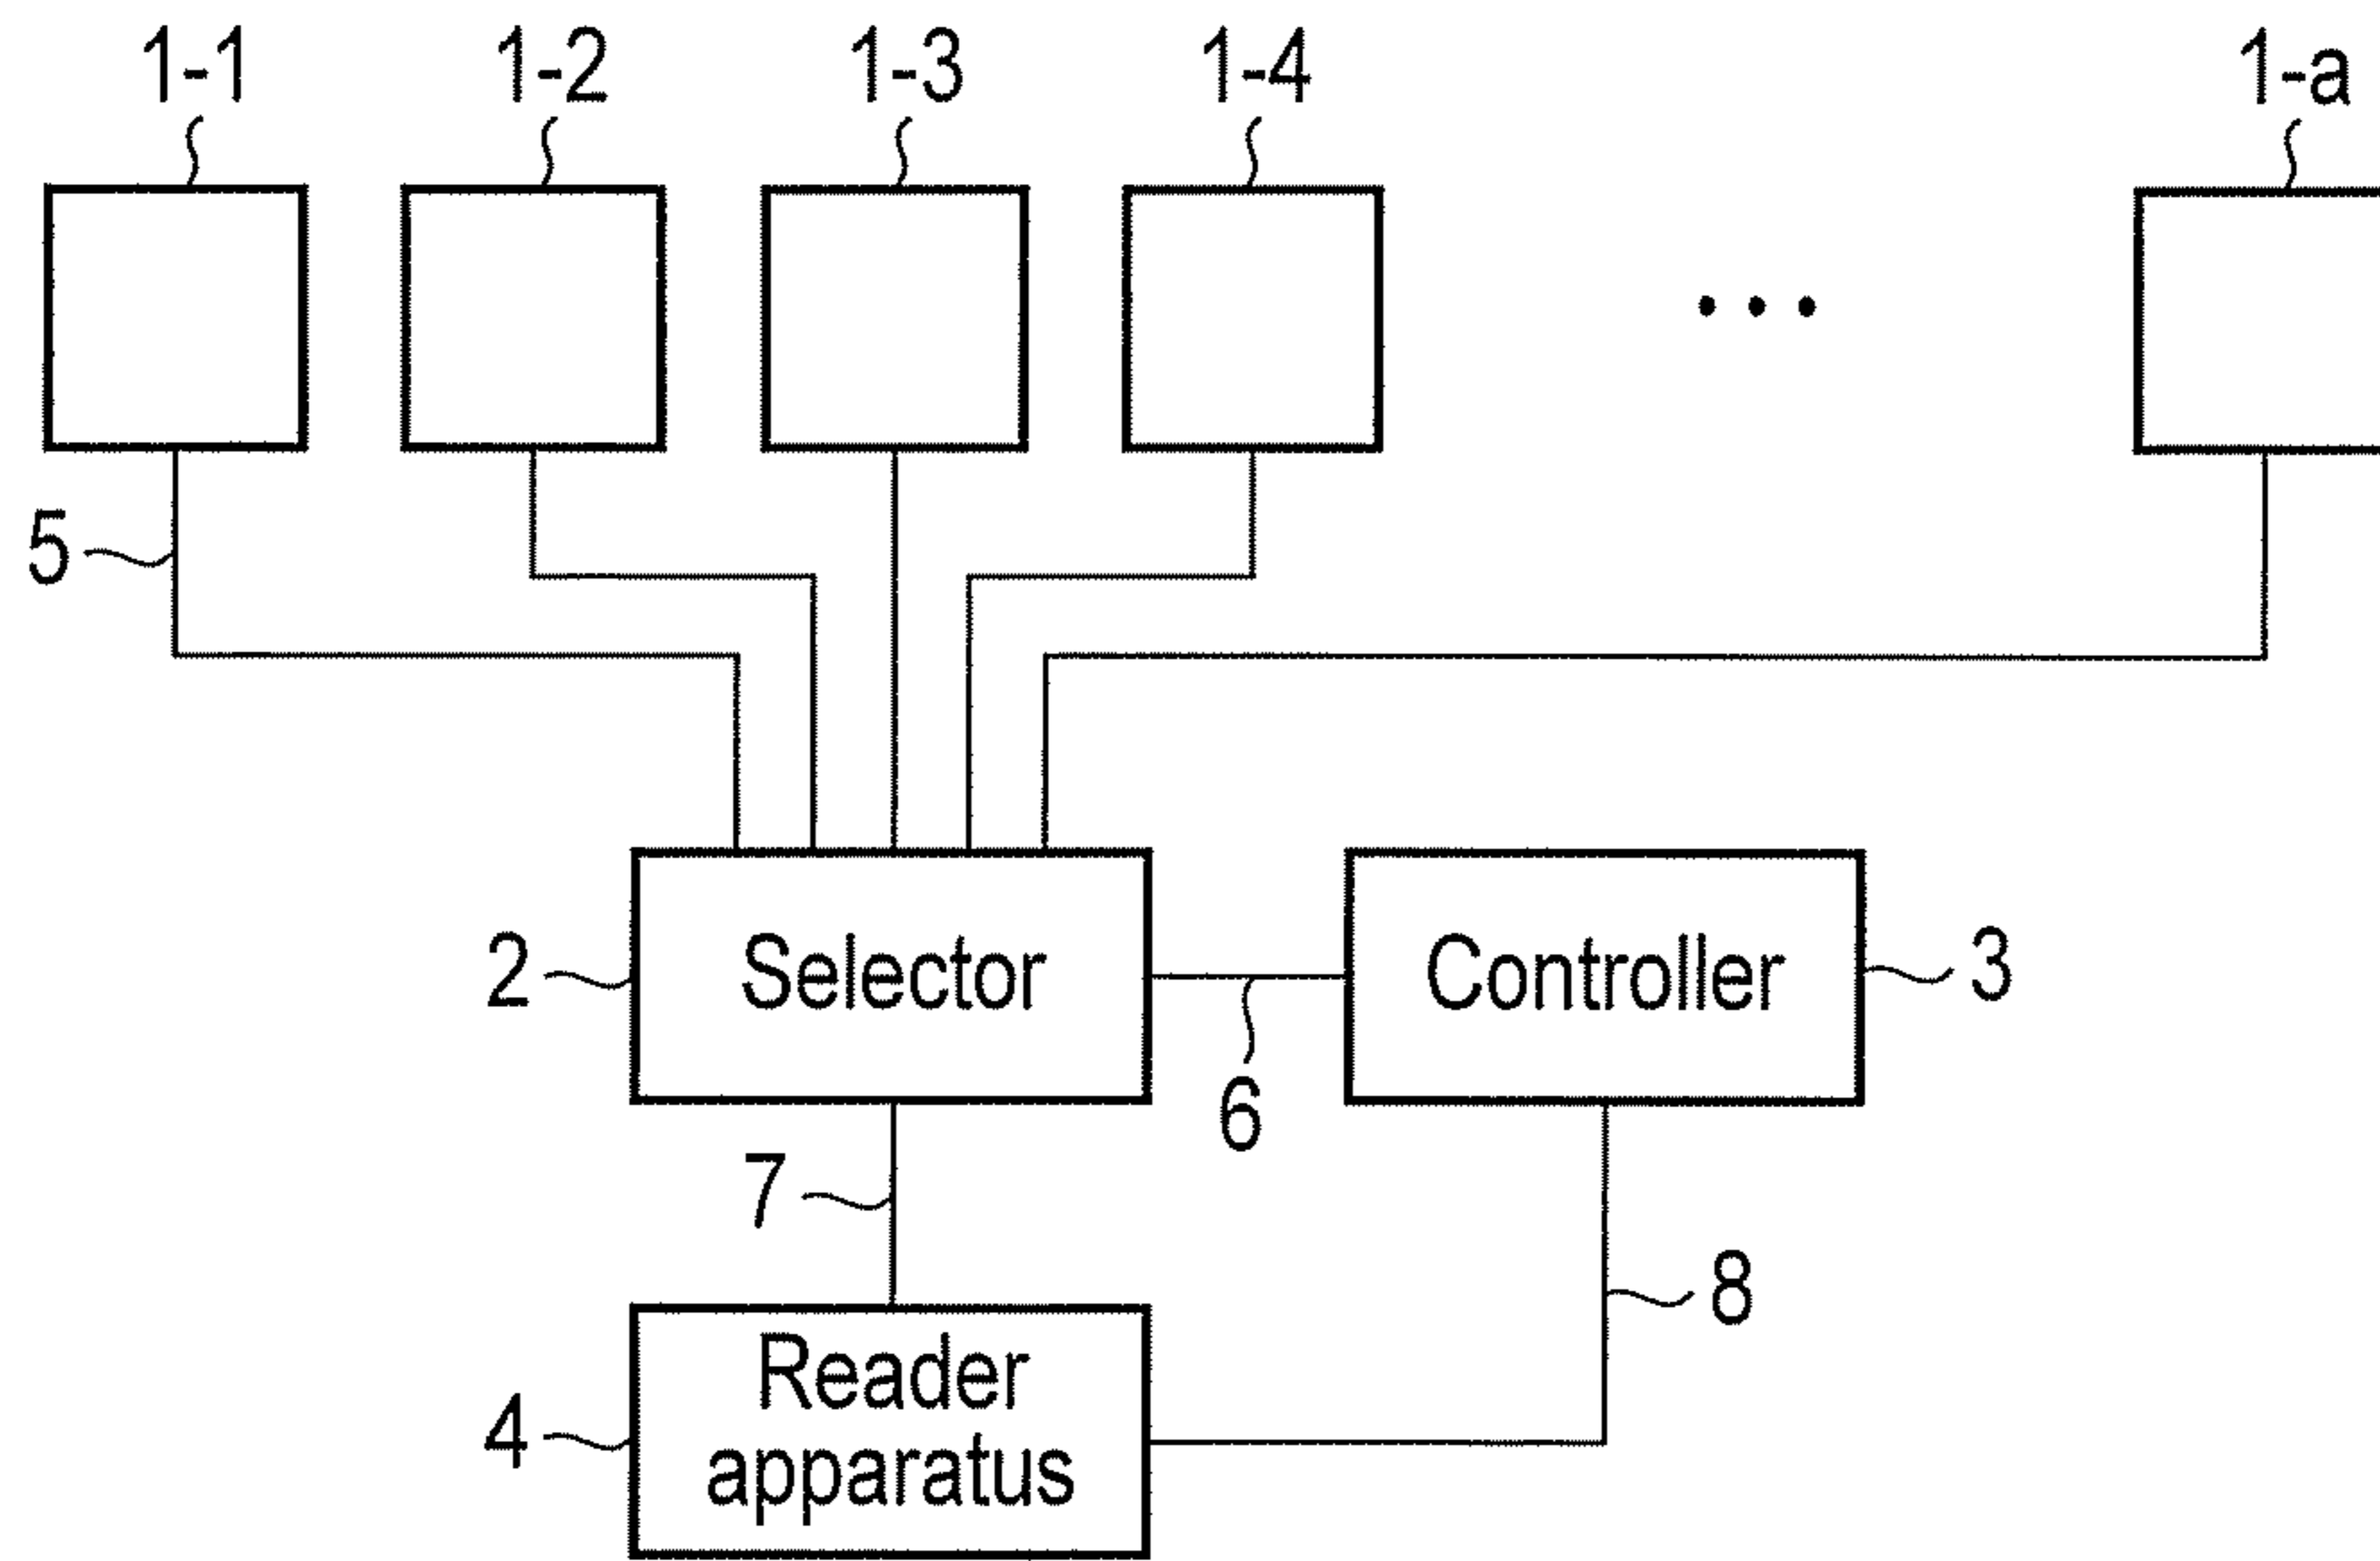 1-1 1-2 1-3 1-4 1-a
5
2 Selector Controller 3
6
7
8
Reader
4
apparatus